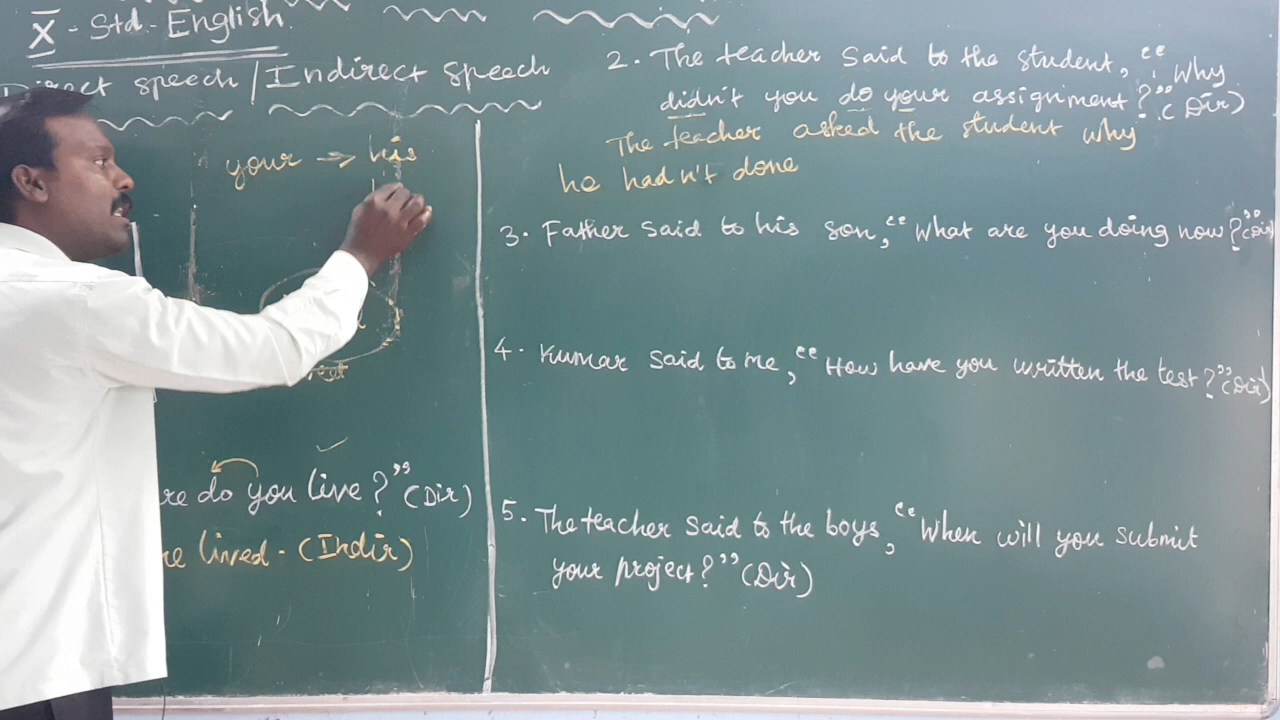 X - Std - English.
Direct speech / Indirect speech
your → his
do you live?" (Dir)
lived. (Indir)
2. The teacher said to the student, "Why
didn't you do your assignment?" (Dir)
The teacher asked the student why
he hadn't done
3. Father said to his son, "What are you doing now?" (Dir)
4. Kumar said to me, "How have you written the test?" (Dir)
5. The teacher said to the boys, "When will you submit
your project?" (Dir)